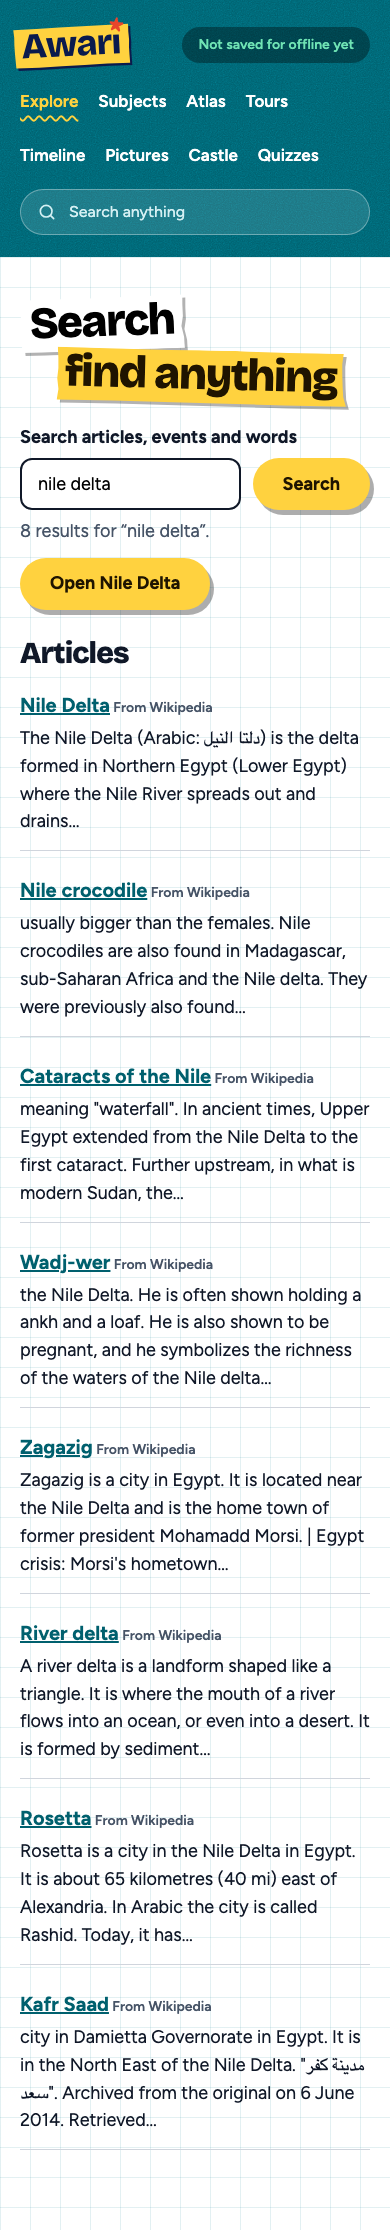 Awari
Not saved for offline yet
Explore Subjects Atlas Tours
Timeline Pictures Castle Quizzes
Search anything
Search
find anything
Search articles, events and words
nile delta Search
8 results for “nile delta”.
Open Nile Delta
Articles
Nile Delta From Wikipedia
The Nile Delta (Arabic: دلتا النيل) is the delta
formed in Northern Egypt (Lower Egypt)
where the Nile River spreads out and
drains...
Nile crocodile From Wikipedia
usually bigger than the females. Nile
crocodiles are also found in Madagascar,
sub-Saharan Africa and the Nile delta. They
were previously also found...
Cataracts of the Nile From Wikipedia
meaning "waterfall". In ancient times, Upper
Egypt extended from the Nile Delta to the
first cataract. Further upstream, in what is
modern Sudan, the...
Wadj-wer From Wikipedia
the Nile Delta. He is often shown holding a
ankh and a loaf. He is also shown to be
pregnant, and he symbolizes the richness
of the waters of the Nile delta...
Zagazig From Wikipedia
Zagazig is a city in Egypt. It is located near
the Nile Delta and is the home town of
former president Mohamadd Morsi. | Egypt
crisis: Morsi's hometown...
River delta From Wikipedia
A river delta is a landform shaped like a
triangle. It is where the mouth of a river
flows into an ocean, or even into a desert. It
is formed by sediment...
Rosetta From Wikipedia
Rosetta is a city in the Nile Delta in Egypt.
It is about 65 kilometres (40 mi) east of
Alexandria. In Arabic the city is called
Rashid. Today, it has...
Kafr Saad From Wikipedia
city in Damietta Governorate in Egypt. It is
in the North East of the Nile Delta. "مدينة كفر
سعد". Archived from the original on 6 June
2014. Retrieved...